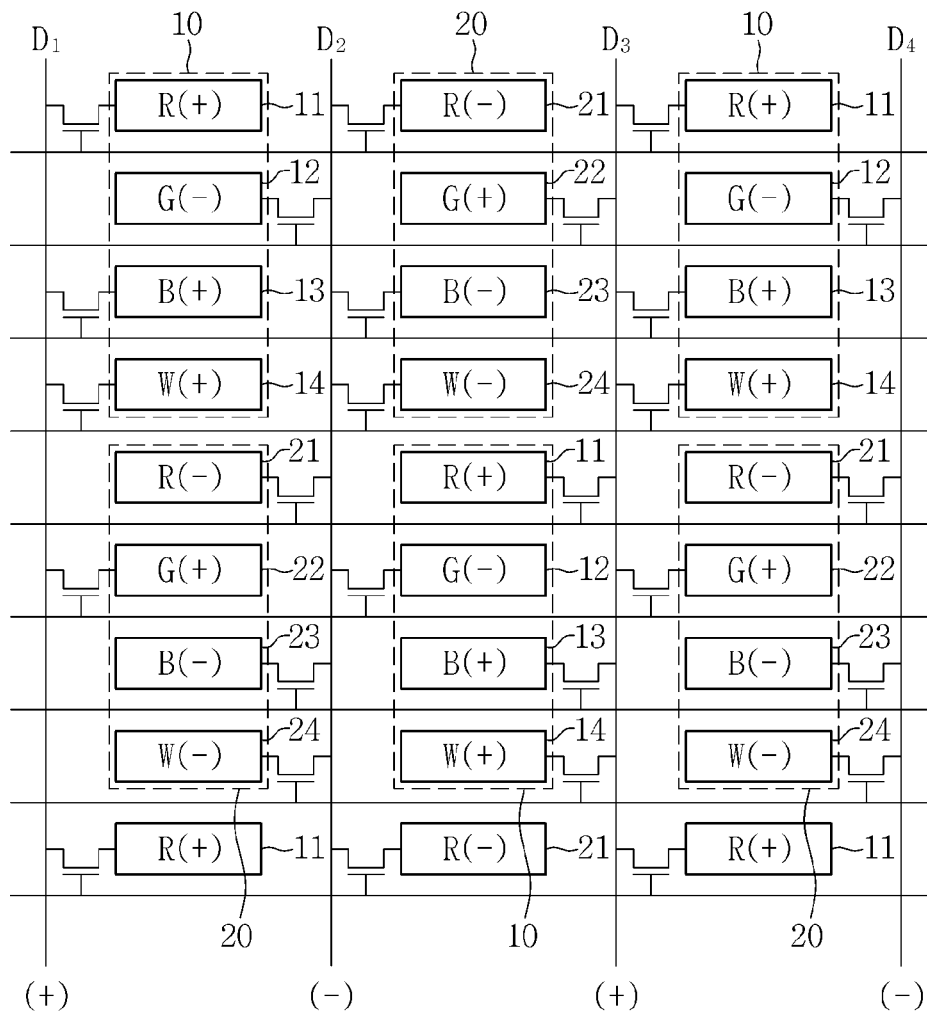 10 20 10
D₁ D₂ D₃ D₄
R(+) 11 R(-) 21 R(+) 11
12 22 12
G(-) G(+) G(-)
B(+) 13 B(-) 23 B(+) 13
W(+) 14 W(-) 24 W(+) 14
21 11 21
R(-) R(+) R(-)
G(+) 22 G(-) 12 G(+) 22
23 13 23
B(-) B(+) B(-)
24 14 24
W(-) W(+) W(-)
R(+) 11 R(-) 21 R(+) 11
20 10 20
(+) (-) (+) (-)